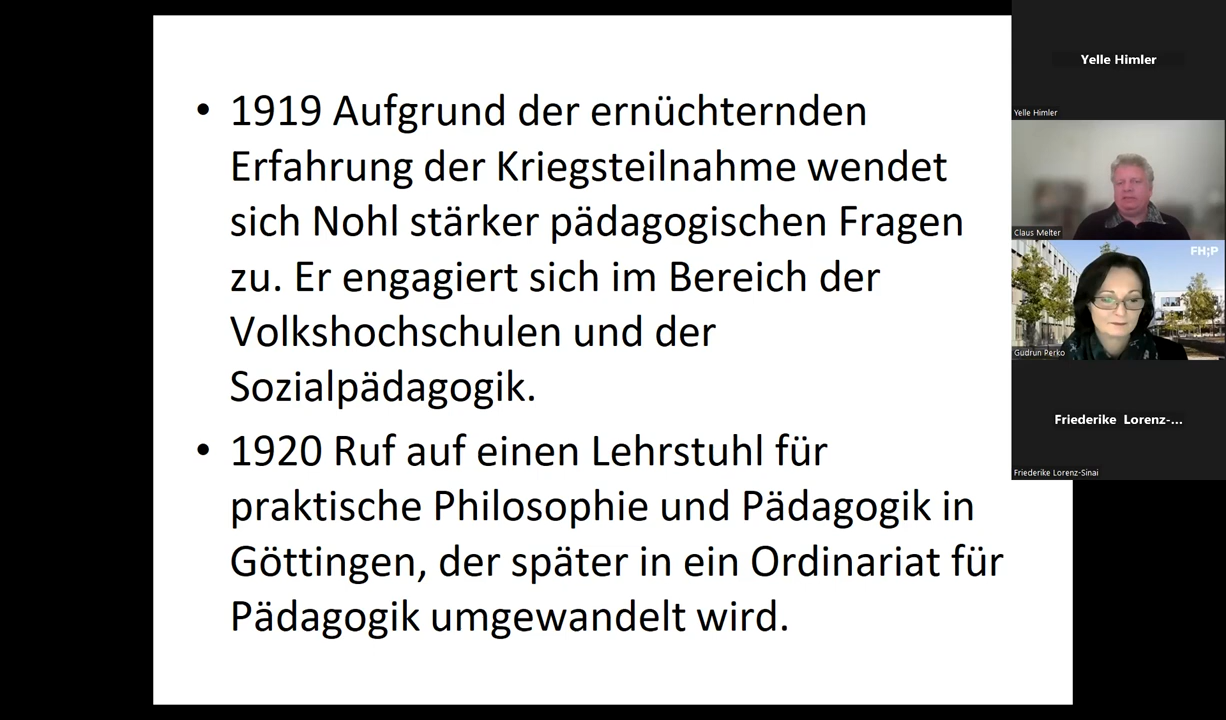 • 1919 Aufgrund der ernüchternden
Erfahrung der Kriegsteilnahme wendet
sich Nohl stärker pädagogischen Fragen
zu. Er engagiert sich im Bereich der
Volkshochschulen und der
Sozialpädagogik.
• 1920 Ruf auf einen Lehrstuhl für
praktische Philosophie und Pädagogik in
Göttingen, der später in ein Ordinariat für
Pädagogik umgewandelt wird.
Yelle Himler
Yelle Himler
Claus Melter
FH;P
Gudrun Perko
Friederike Lorenz-...
Friederike Lorenz-Sinai